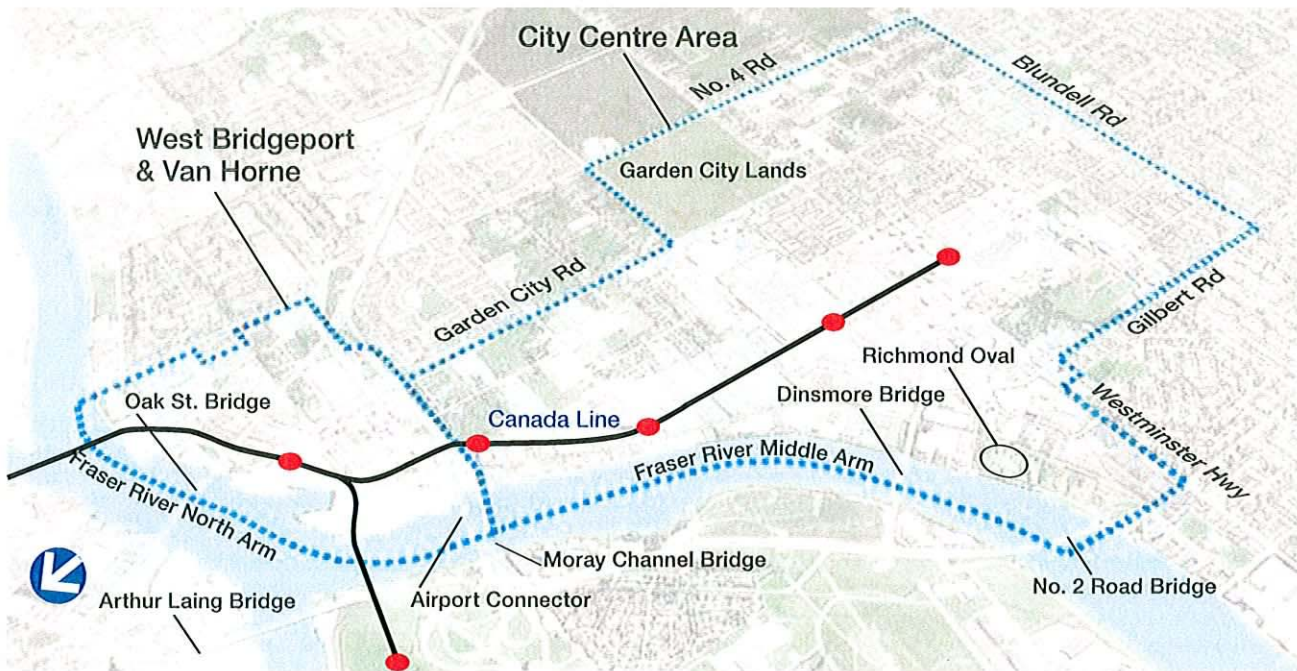 City Centre Area
No. 4 Rd
Blundell Rd
West Bridgeport
& Van Horne
Garden City Lands
Garden City Rd
Gilbert Rd
Richmond Oval
Dinsmore Bridge
Oak St. Bridge
Canada Line
Westminster Hwy
Fraser River Middle Arm
Fraser River North Arm
Moray Channel Bridge
No. 2 Road Bridge
Arthur Laing Bridge
Airport Connector